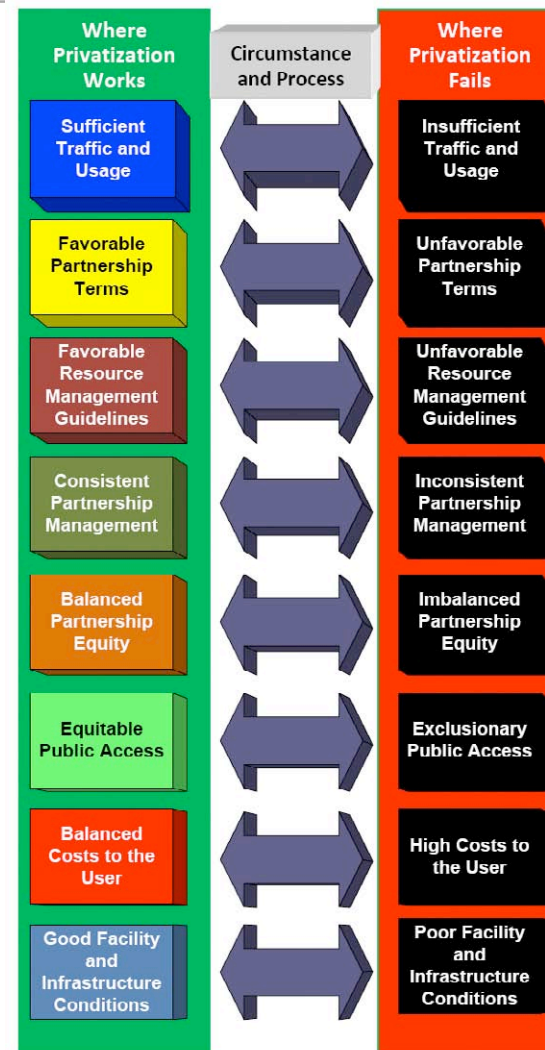 Where
Privatization
Works
Circumstance
and Process
Where
Privatization
Fails
Sufficient
Traffic and
Usage
Insufficient
Traffic and
Usage
Favorable
Partnership
Terms
Unfavorable
Partnership
Terms
Favorable
Resource
Management
Guidelines
Unfavorable
Resource
Management
Guidelines
Consistent
Partnership
Management
Inconsistent
Partnership
Management
Balanced
Partnership
Equity
Imbalanced
Partnership
Equity
Equitable
Public Access
Exclusionary
Public Access
Balanced
Costs to the
User
High Costs to
the User
Good Facility
and
Infrastructure
Conditions
Poor Facility
and
Infrastructure
Conditions